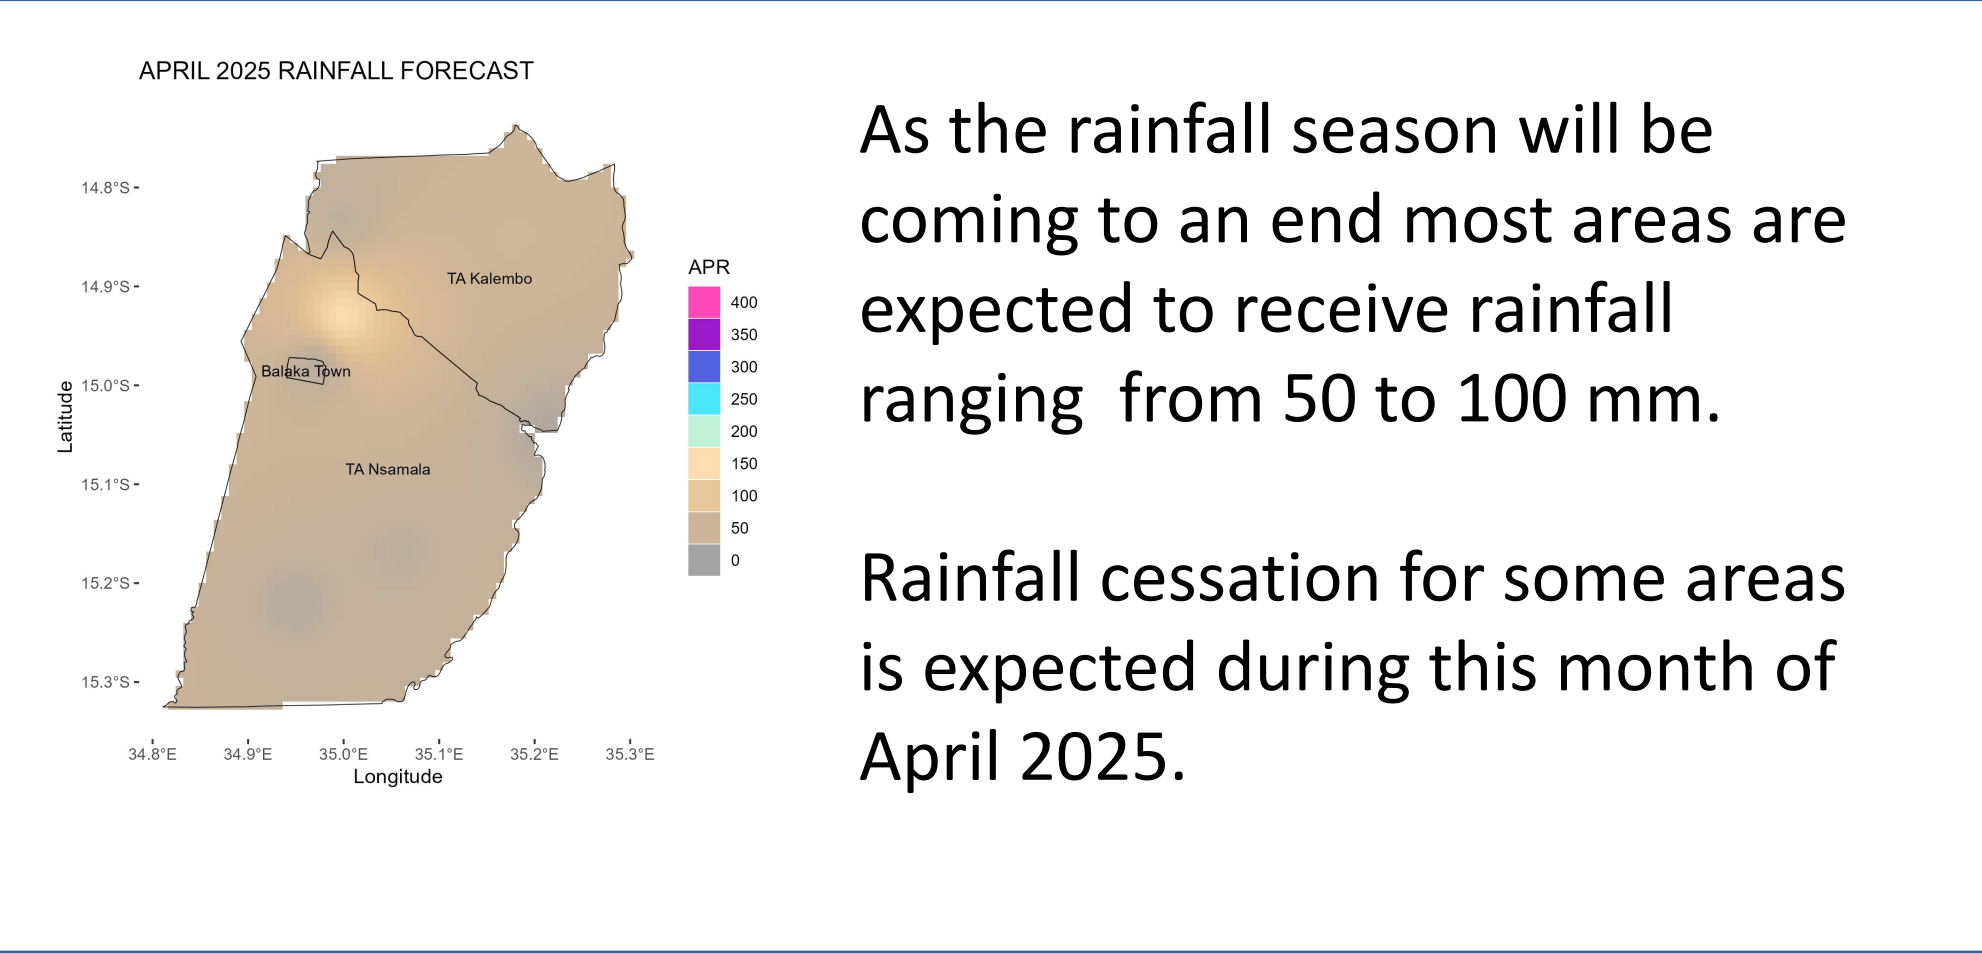 APRIL 2025 RAINFALL FORECAST
14.8°S
14.9°S
15.0°S
15.1°S
15.2°S
15.3°S
Latitude
TA Kalembo
Balaka Town
TA Nsamala
34.8°E 34.9°E 35.0°E 35.1°E 35.2°E 35.3°E
Longitude
APR
400
350
300
250
200
150
100
50
0
As the rainfall season will be
coming to an end most areas are
expected to receive rainfall
ranging  from 50 to 100 mm.
Rainfall cessation for some areas
is expected during this month of
April 2025.